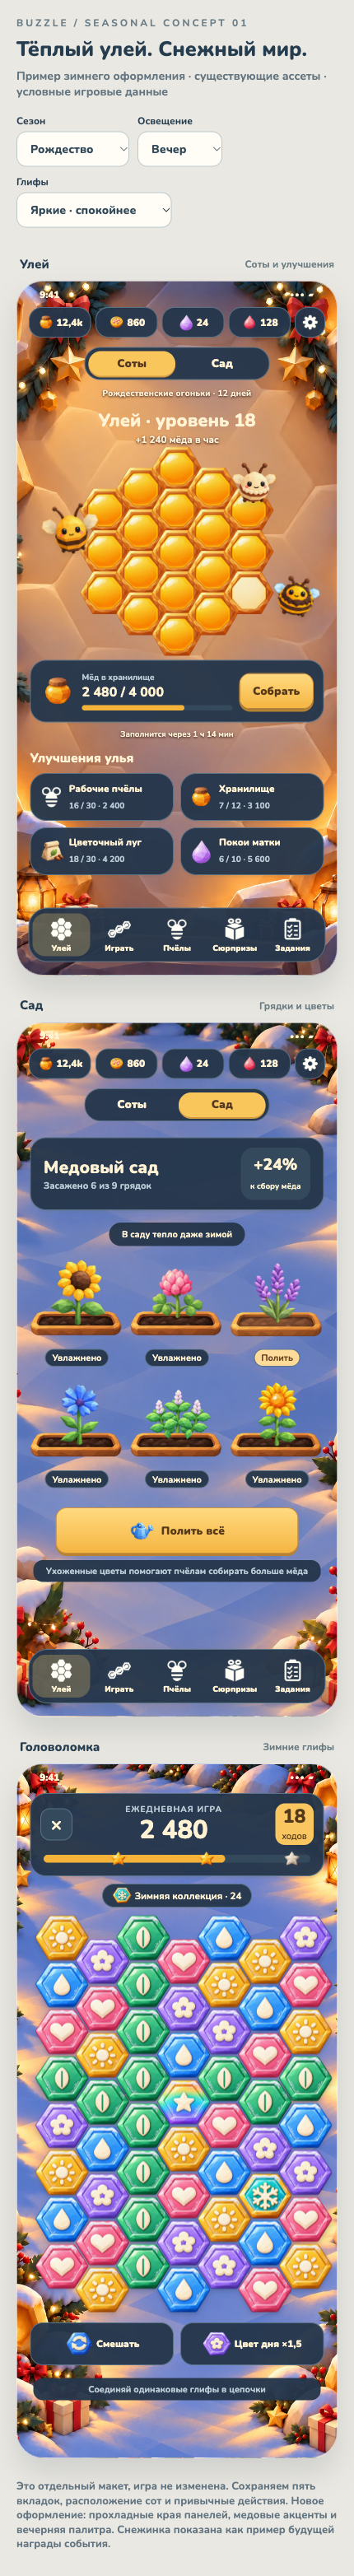 BUZZLE / SEASONAL CONCEPT 01
Тёплый улей. Снежный мир.
Пример зимнего оформления · существующие ассеты ·
условные игровые данные
Сезон
Освещение
Рождество
Вечер
Глифы
Яркие · спокойнее
Улей
Соты и улучшения
9:41
12,4k
860
24
128
Соты
Сад
Рождественские огоньки · 12 дней
Улей · уровень 18
+1 240 мёда в час
Мёд в хранилище
2 480 / 4 000
Собрать
Заполнится через 1 ч 14 мин
Улучшения улья
Рабочие пчёлы
16 / 30 · 2 400
Хранилище
7 / 12 · 3 100
Цветочный луг
18 / 30 · 4 200
Покои матки
6 / 10 · 5 600
Улей
Играть
Пчёлы
Сюрпризы
Задания
Сад
Грядки и цветы
9:41
12,4k
860
24
128
Соты
Сад
Медовый сад
Засажено 6 из 9 грядок
+24%
к сбору мёда
В саду тепло даже зимой
Увлажнено
Увлажнено
Полить
Увлажнено
Увлажнено
Увлажнено
Полить всё
Ухоженные цветы помогают пчёлам собирать больше мёда
Улей
Играть
Пчёлы
Сюрпризы
Задания
Головоломка
Зимние глифы
9:41
ЕЖЕДНЕВНАЯ ИГРА
2 480
18
ходов
Зимняя коллекция · 24
Смешать
Цвет дня ×1,5
Соединяй одинаковые глифы в цепочки
Это отдельный макет, игра не изменена. Сохраняем пять
вкладок, расположение сот и привычные действия. Новое
оформление: прохладные края панелей, медовые акценты и
вечерняя палитра. Снежинка показана как пример будущей
награды события.